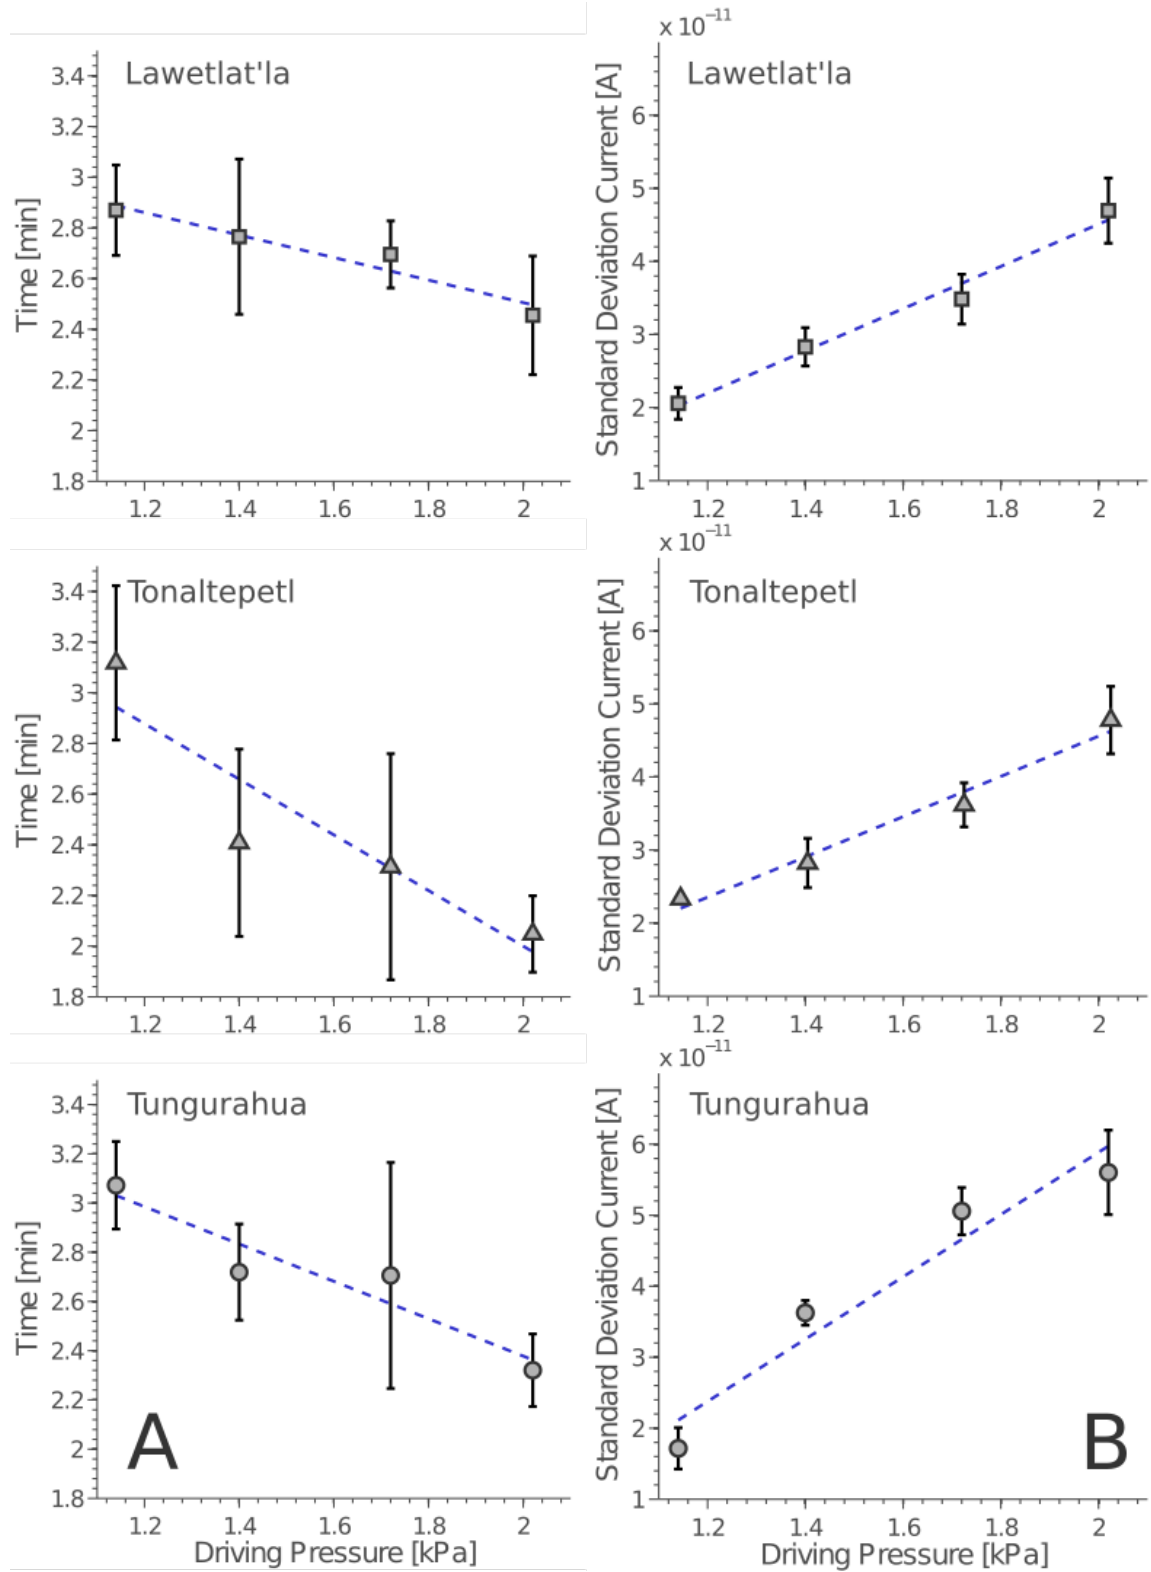 x 10⁻¹¹
Lawetlat'la
Time [min]
3.4
3.2
3
2.8
2.6
2.4
2.2
2
1.8
1.2 1.4 1.6 1.8 2
Lawetlat'la
Standard Deviation Current [A]
6
5
4
3
2
1
1.2 1.4 1.6 1.8 2
x 10⁻¹¹
Tonaltepetl
Time [min]
3.4
3.2
3
2.8
2.6
2.4
2.2
2
1.8
1.2 1.4 1.6 1.8 2
Tonaltepetl
Standard Deviation Current [A]
6
5
4
3
2
1
1.2 1.4 1.6 1.8 2
x 10⁻¹¹
Tungurahua
Time [min]
3.4
3.2
3
2.8
2.6
2.4
2.2
2
1.8
A
1.2 1.4 1.6 1.8 2
Driving Pressure [kPa]
Tungurahua
Standard Deviation Current [A]
6
5
4
3
2
1
B
1.2 1.4 1.6 1.8 2
Driving Pressure [kPa]